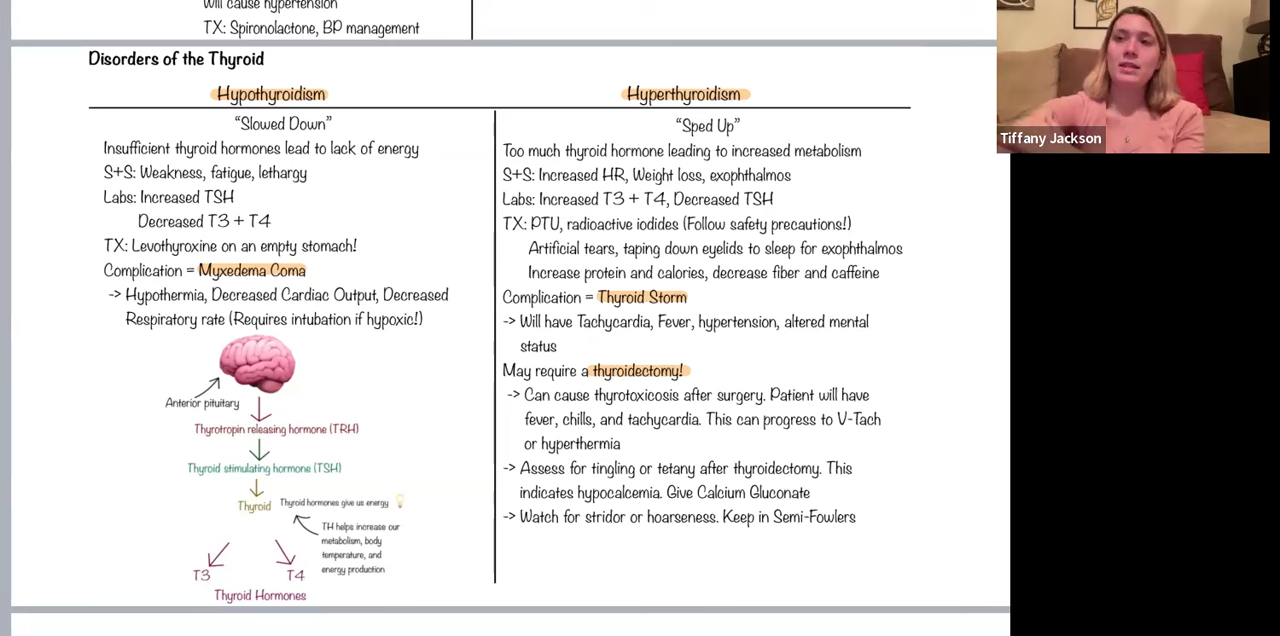 Will cause hypertension
TX: Spironolactone, BP management
Disorders of the Thyroid
Hypothyroidism
"Slowed Down"
Insufficient thyroid hormones lead to lack of energy
S+S: Weakness, fatigue, lethargy
Labs: Increased TSH
Decreased T3 + T4
TX: Levothyroxine on an empty stomach!
Complication = Myxedema Coma
-> Hypothermia, Decreased Cardiac Output, Decreased
Respiratory rate (Requires intubation if hypoxic!)
Anterior pituitary
Thyrotropin releasing hormone (TRH)
Thyroid stimulating hormone (TSH)
Thyroid
Thyroid hormones give us energy
TH helps increase our
metabolism, body
temperature, and
energy production
T3
T4
Thyroid Hormones
Hyperthyroidism
"Sped Up"
Too much thyroid hormone leading to increased metabolism
S+S: Increased HR, Weight loss, exophthalmos
Labs: Increased T3 + T4, Decreased TSH
TX: PTU, radioactive iodides (Follow safety precautions!)
Artificial tears, taping down eyelids to sleep for exophthalmos
Increase protein and calories, decrease fiber and caffeine
Complication = Thyroid Storm
-> Will have Tachycardia, Fever, hypertension, altered mental
status
May require a thyroidectomy!
-> Can cause thyrotoxicosis after surgery. Patient will have
fever, chills, and tachycardia. This can progress to V-Tach
or hyperthermia
-> Assess for tingling or tetany after thyroidectomy. This
indicates hypocalcemia. Give Calcium Gluconate
-> Watch for stridor or hoarseness. Keep in Semi-Fowlers
Tiffany Jackson